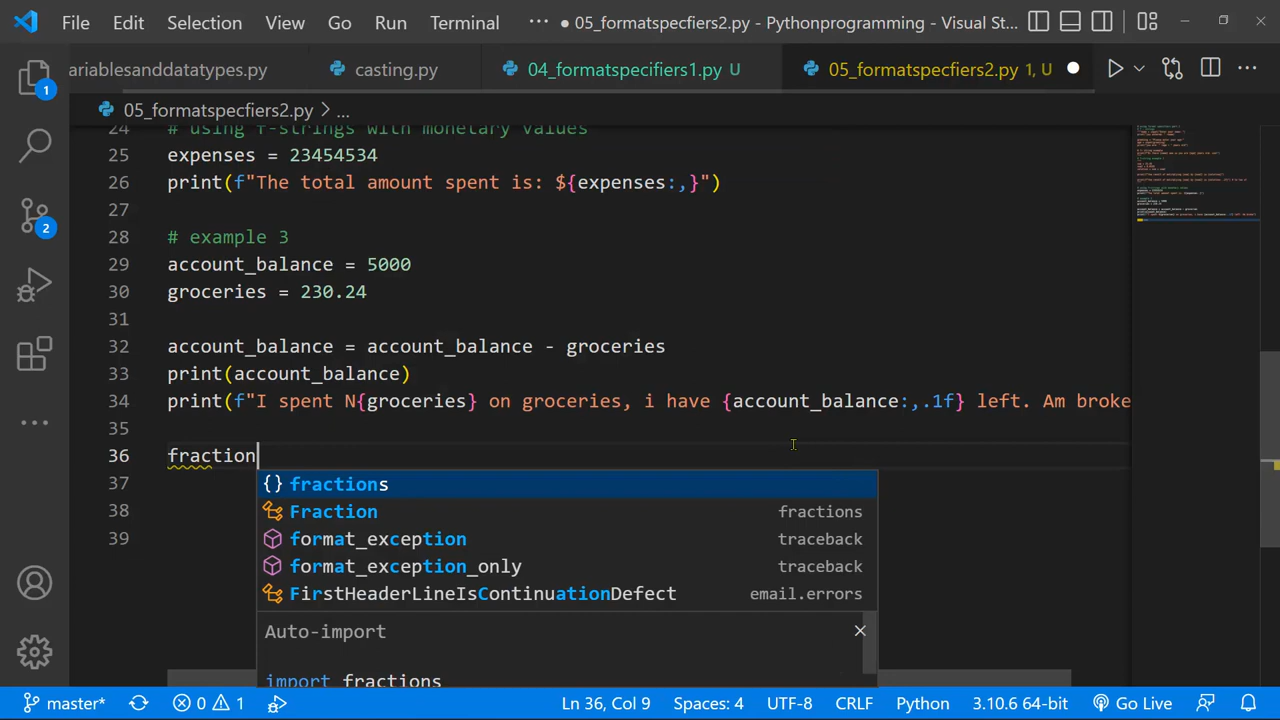 File Edit Selection View Go Run Terminal ··· ● 05_formatspecfiers2.py - Pythonprogramming - Visual St...
ariablesanddatatypes.py casting.py 04_formatspecifiers1.py U 05_formatspecfiers2.py 1, U
05_formatspecfiers2.py > ...
24 # using f-strings with monetary values
25 expenses = 23454534
26 print(f"The total amount spent is: ${expenses:,}")
27
28 # example 3
29 account_balance = 5000
30 groceries = 230.24
31
32 account_balance = account_balance - groceries
33 print(account_balance)
34 print(f"I spent N{groceries} on groceries, i have {account_balance:,.1f} left. Am broke
35
36 fraction
37
38
39
{} fractions
Fraction fractions
format_exception traceback
format_exception_only traceback
FirstHeaderLineIsContinuationDefect email.errors
Auto-import
import fractions
1
2
master* 0 1 Ln 36, Col 9 Spaces: 4 UTF-8 CRLF Python 3.10.6 64-bit Go Live